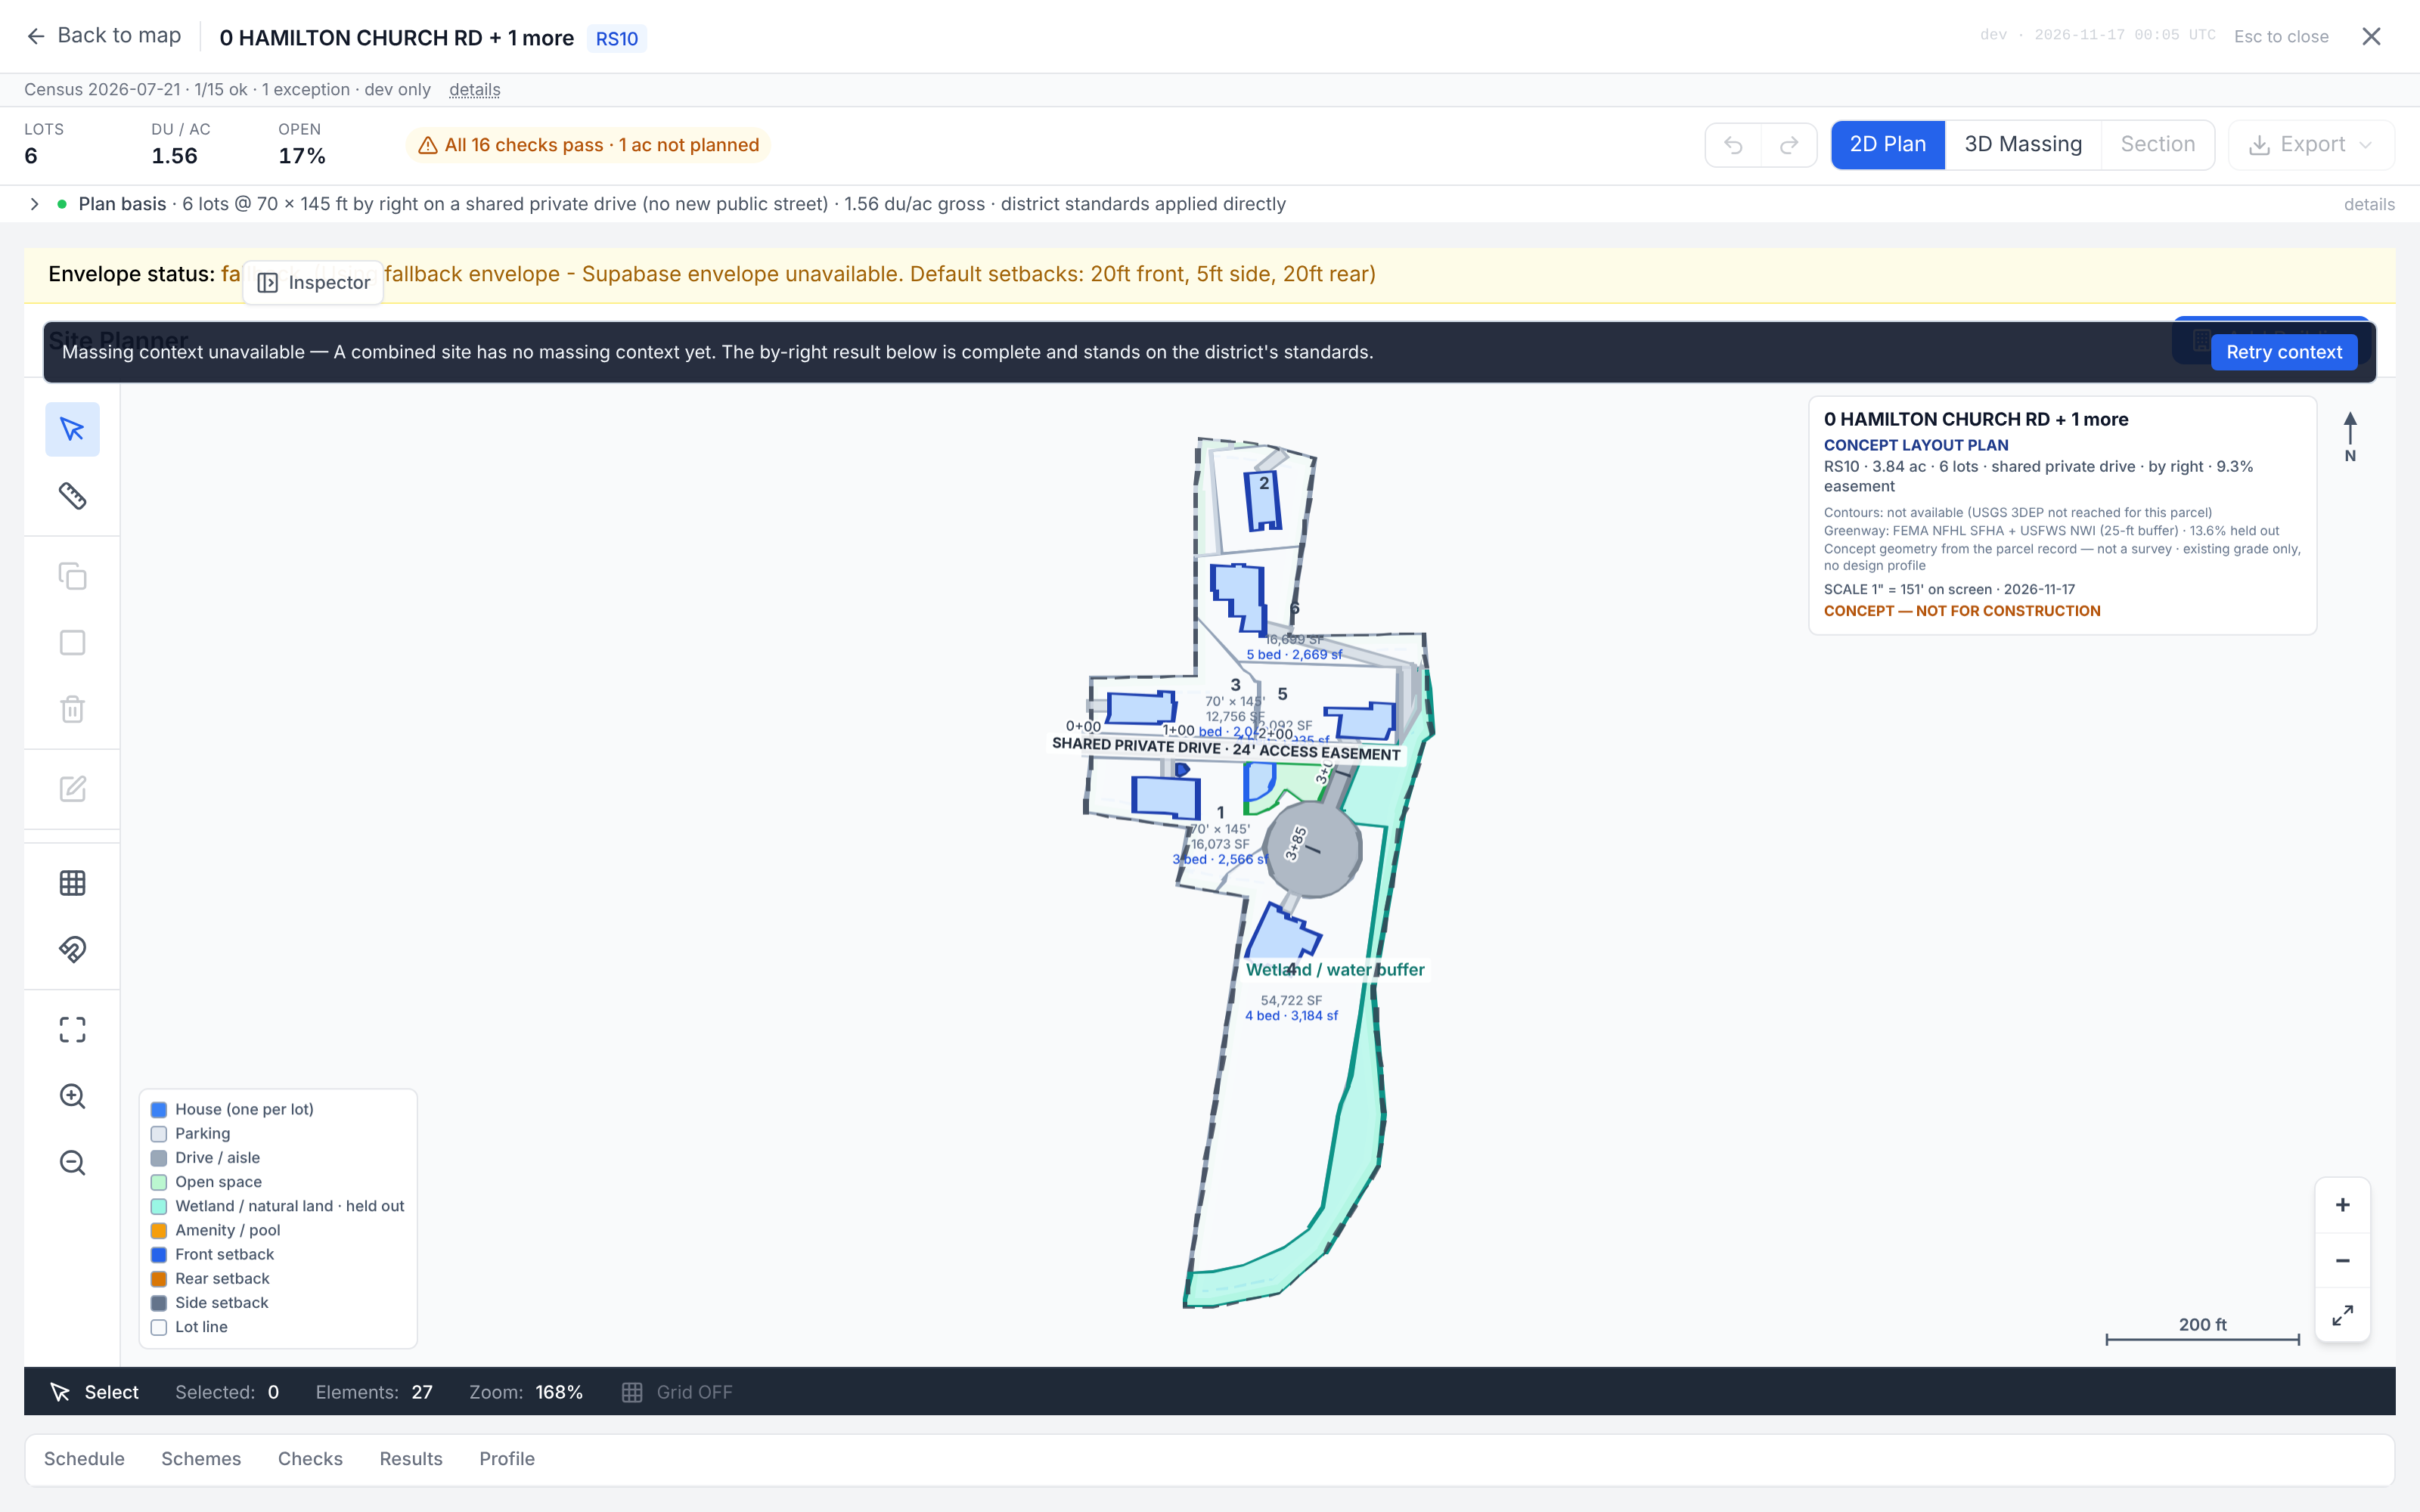 Back to map
0 HAMILTON CHURCH RD + 1 more RS10
dev · 2026-11-17 00:05 UTC Esc to close
Census 2026-07-21 · 1/15 ok · 1 exception · dev only details
LOTS DU / AC OPEN
6 1.56 17%
All 16 checks pass · 1 ac not planned
2D Plan 3D Massing Section Export
Plan basis · 6 lots @ 70 × 145 ft by right on a shared private drive (no new public street) · 1.56 du/ac gross · district standards applied directly details
Envelope status: fallback envelope - Supabase envelope unavailable. Default setbacks: 20ft front, 5ft side, 20ft rear)
Inspector
Site Planner
Massing context unavailable — A combined site has no massing context yet. The by-right result below is complete and stands on the district's standards. Retry context
0 HAMILTON CHURCH RD + 1 more
CONCEPT LAYOUT PLAN
RS10 · 3.84 ac · 6 lots · shared private drive · by right · 9.3%
easement
Contours: not available (USGS 3DEP not reached for this parcel)
Greenway: FEMA NFHL SFHA + USFWS NWI (25-ft buffer) · 13.6% held out
Concept geometry from the parcel record — not a survey · existing grade only,
no design profile
SCALE 1" = 151' on screen · 2026-11-17
CONCEPT — NOT FOR CONSTRUCTION
N
2
6
16,699 SF
5 bed · 2,669 sf
3
70' × 145'
12,756 SF
5
0+00
1+00
2+00
SHARED PRIVATE DRIVE · 24' ACCESS EASEMENT
1
70' × 145'
16,073 SF
3 bed · 2,566 sf
3+85
4
Wetland / water buffer
54,722 SF
4 bed · 3,184 sf
House (one per lot)
Parking
Drive / aisle
Open space
Wetland / natural land · held out
Amenity / pool
Front setback
Rear setback
Side setback
Lot line
200 ft
Select Selected: 0 Elements: 27 Zoom: 168% Grid OFF
Schedule Schemes Checks Results Profile